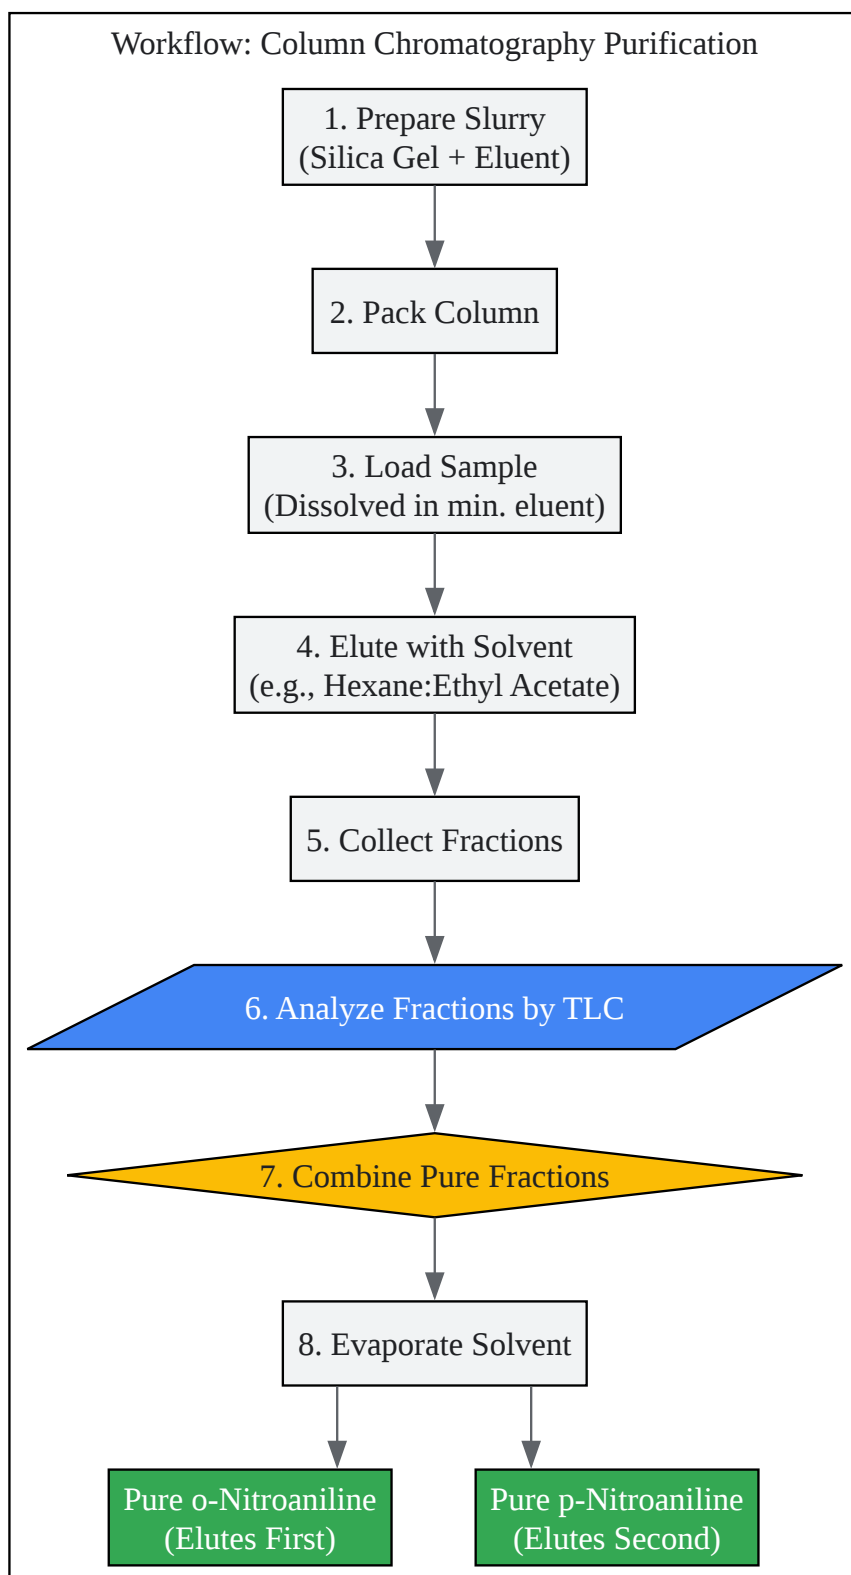 Workflow: Column Chromatography Purification
1. Prepare Slurry
(Silica Gel + Eluent)
2. Pack Column
3. Load Sample
(Dissolved in min. eluent)
4. Elute with Solvent
(e.g., Hexane:Ethyl Acetate)
5. Collect Fractions
6. Analyze Fractions by TLC
7. Combine Pure Fractions
8. Evaporate Solvent
Pure o-Nitroaniline
(Elutes First)
Pure p-Nitroaniline
(Elutes Second)